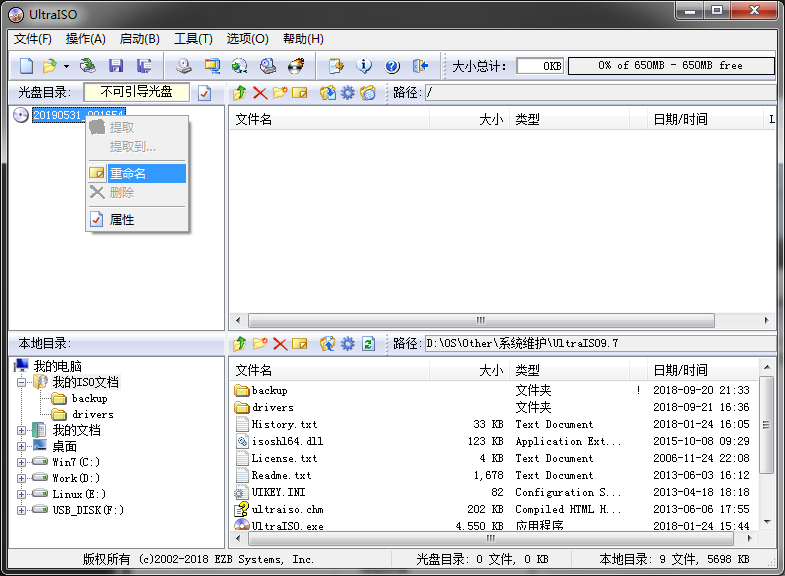 UltraISO
文件(F) 操作(A) 启动(B) 工具(T) 选项(O) 帮助(H)
大小总计: 0KB 0% of 650MB - 650MB free
光盘目录: 不可引导光盘 路径: /
20190531_001654
文件名 大小 类型 日期/时间 L
提取
提取到...
重命名
删除
属性
本地目录: 路径: D:\OS\Other\系统维护\UltraISO9.7
我的电脑
我的ISO文档
backup
drivers
我的文档
桌面
Win7(C:)
Work(D:)
Linux(E:)
USB_DISK(F:)
文件名 大小 类型 日期/时间
backup 文件夹 ! 2018-09-20 21:33
drivers 文件夹 2018-09-21 16:36
History.txt 33 KB Text Document 2018-01-24 16:05
isoshl64.dll 123 KB Application Ext... 2015-10-08 09:29
License.txt 4 KB Text Document 2006-11-24 22:08
Readme.txt 1,678 Text Document 2013-06-03 16:12
UIKEY.INI 82 Configuration S... 2013-04-18 18:18
ultraiso.chm 202 KB Compiled HTML H... 2013-06-06 17:55
UltraISO.exe 4,550 KB 应用程序 2018-01-24 15:44
版权所有 (c)2002-2018 EZB Systems, Inc. 光盘目录: 0 文件, 0 KB 本地目录: 9 文件, 5698 KB